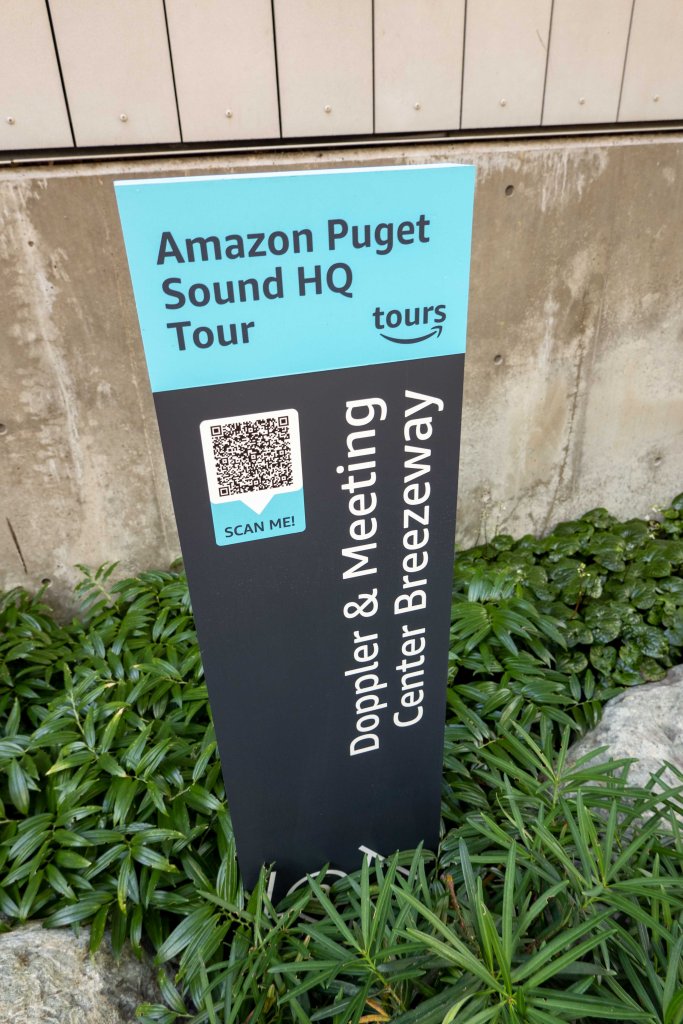 Amazon Puget
Sound HQ
Tour
tours
SCAN ME!
Doppler & Meeting
Center Breezeway